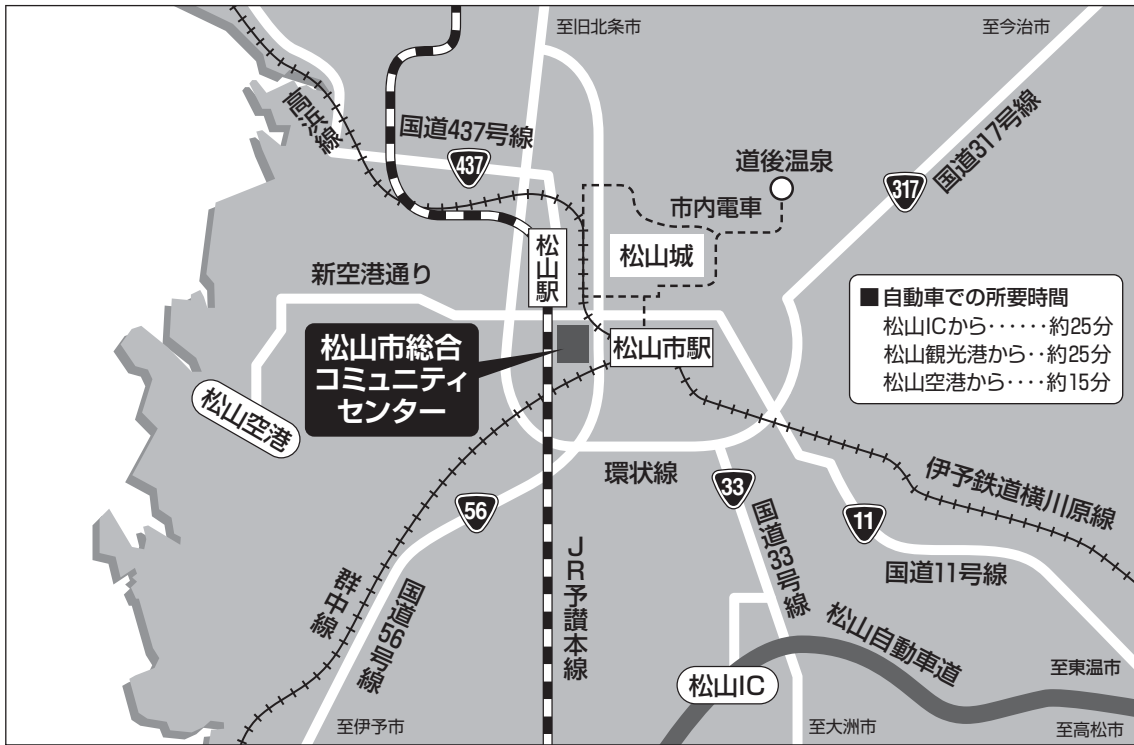 至旧北条市
至今治市
高浜線
国道437号線
437
国道317号線
317
道後温泉
市内電車
松山駅
松山城
新空港通り
■自動車での所要時間
松山ICから‥‥‥約25分
松山観光港から‥約25分
松山空港から‥‥約15分
松山市総合
コミュニティ
センター
松山市駅
松山空港
環状線
伊予鉄道横川原線
56
33
11
国道33号線
国道11号線
JR予讃本線
群中線
国道56号線
松山自動車道
松山IC
至東温市
至伊予市
至大洲市
至高松市